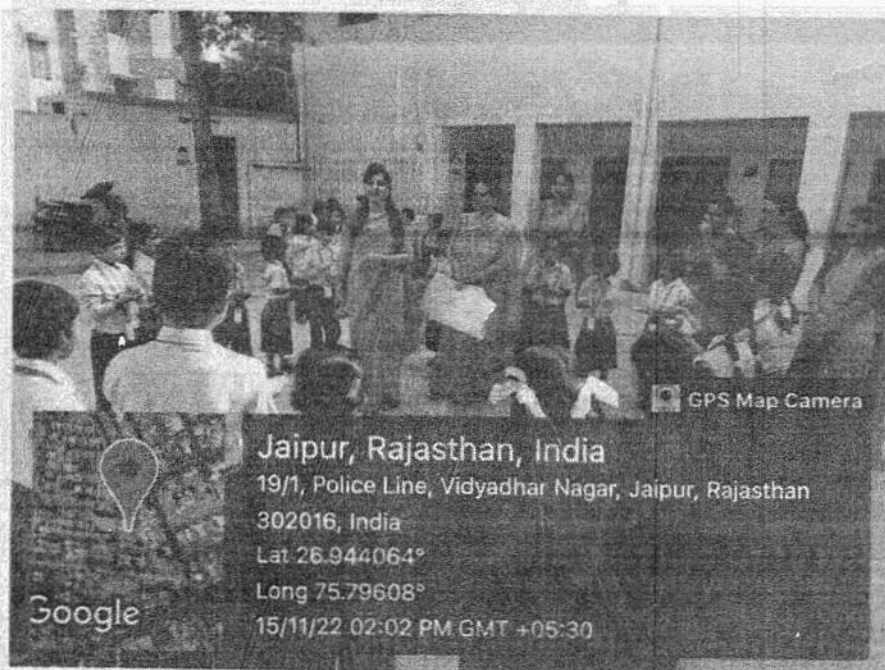 GPS Map Camera
Jaipur, Rajasthan, India
19/1, Police Line, Vidyadhar Nagar, Jaipur, Rajasthan
302016, India
Lat 26.944064°
Long 75.79608°
15/11/22 02:02 PM GMT +05:30
Google